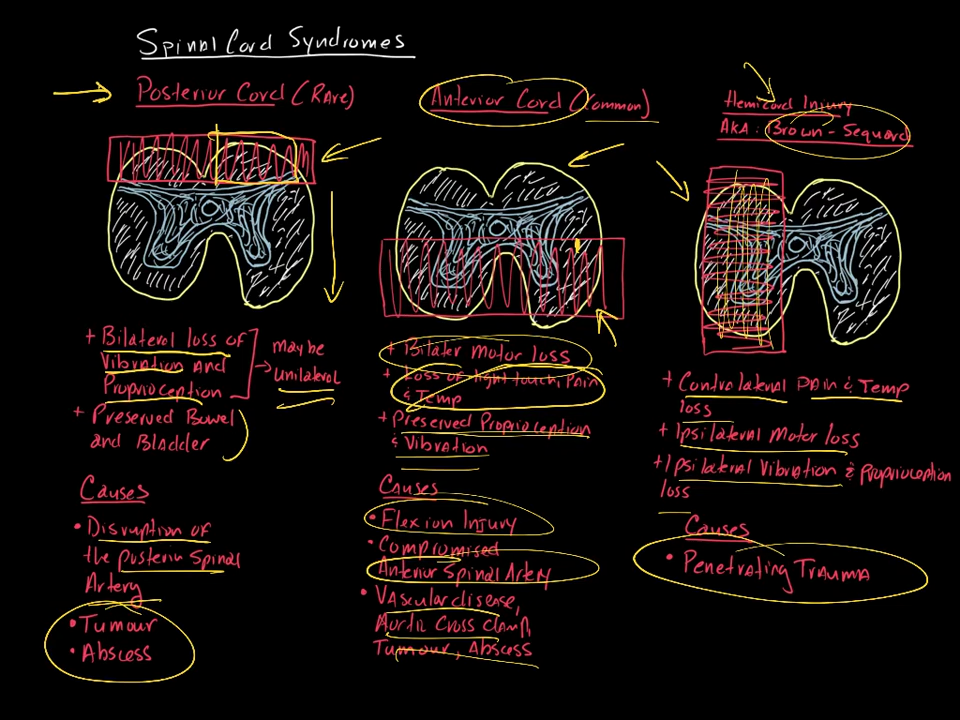 Spinal Cord Syndromes
Posterior Cord (Rare)
+ Bilateral loss of
Vibration and
Proprioception
May be
Unilateral
+ Preserved Bowel
and Bladder
Causes
• Disruption of
the Posterior Spinal
Artery
• Tumour
• Abscess
Anterior Cord (Common)
+ Bilater Motor loss
+ Loss of light touch, Pain
& Temp
+ Preserved Proprioception
& Vibration
Causes
• Flexion Injury
• Compromised
Anterior Spinal Artery
• Vascular disease,
Aortic Cross Clamp,
Tumour, Abscess
Hemicord Injury
AKA: Brown-Sequard
+ Contralateral PAIN & Temp
loss
+ Ipsilateral Motor loss
+ Ipsilateral Vibration & Proprioception
loss
Causes
• Penetrating Trauma